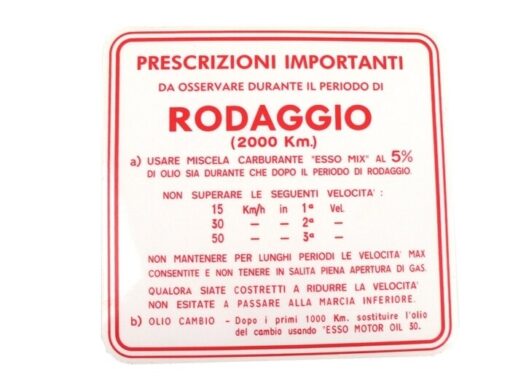 PRESCRIZIONI IMPORTANTI
DA OSSERVARE DURANTE IL PERIODO DI
RODAGGIO
(2000 Km.)
a) USARE MISCELA CARBURANTE "ESSO MIX" AL 5%
DI OLIO SIA DURANTE CHE DOPO IL PERIODO DI RODAGGIO.
NON SUPERARE LE SEGUENTI VELOCITA' :
15 Km/h in 1ª Vel.
30 — — 2ª —
50 — — 3ª —
NON MANTENERE PER LUNGHI PERIODI LE VELOCITA' MAX
CONSENTITE E NON TENERE IN SALITA PIENA APERTURA DI GAS.
QUALORA SIATE COSTRETTI A RIDURRE LA VELOCITA'
NON ESITATE A PASSARE ALLA MARCIA INFERIORE.
b) OLIO CAMBIO - Dopo i primi 1000 Km. sostituire l'olio
del cambio usando "ESSO MOTOR OIL 30.